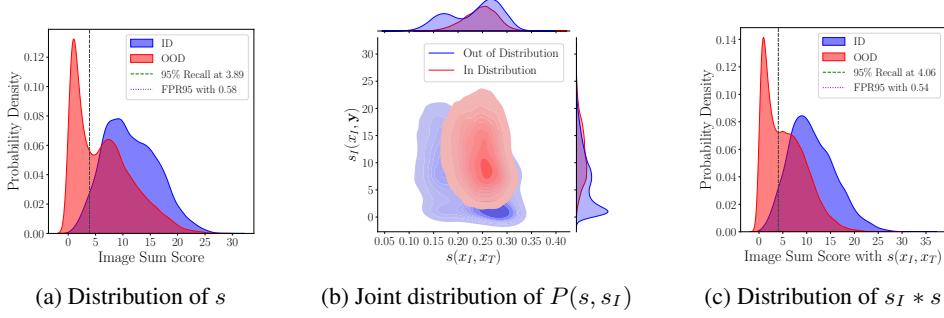 0.12
0.10
0.08
0.06
0.04
0.02
0.00
Probability Density
ID
OOD
95% Recall at 3.89
FPR95 with 0.58
0 5 10 15 20 25 30
Image Sum Score
(a) Distribution of s
30
25
20
15
10
5
0
s_I(x_I, y)
Out of Distribution
In Distribution
0.05 0.10 0.15 0.20 0.25 0.30 0.35 0.40
s(x_I, x_T)
(b) Joint distribution of P(s, s_I)
0.14
0.12
0.10
0.08
0.06
0.04
0.02
0.00
Probability Density
ID
OOD
95% Recall at 4.06
FPR95 with 0.54
0 5 10 15 20 25 30 35
Image Sum Score with s(x_I, x_T)
(c) Distribution of s_I * s